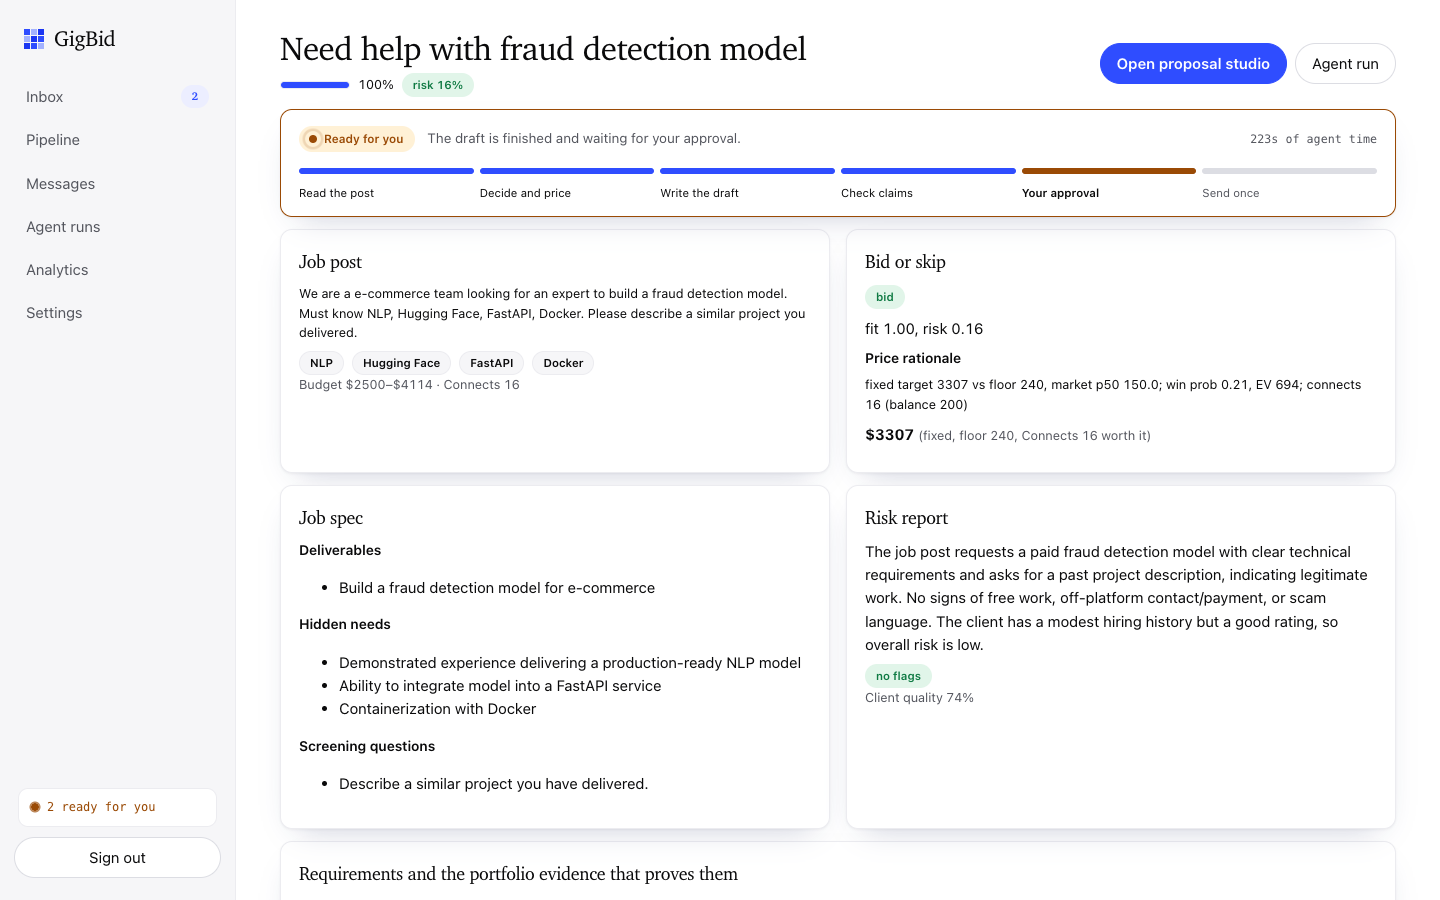 GigBid
Inbox
2
Pipeline
Messages
Agent runs
Analytics
Settings
2 ready for you
Sign out
Need help with fraud detection model
100%
risk 16%
Open proposal studio
Agent run
Ready for you
The draft is finished and waiting for your approval.
223s of agent time
Read the post
Decide and price
Write the draft
Check claims
Your approval
Send once
Job post
We are a e-commerce team looking for an expert to build a fraud detection model.
Must know NLP, Hugging Face, FastAPI, Docker. Please describe a similar project you
delivered.
NLP
Hugging Face
FastAPI
Docker
Budget $2500–$4114 · Connects 16
Bid or skip
bid
fit 1.00, risk 0.16
Price rationale
fixed target 3307 vs floor 240, market p50 150.0; win prob 0.21, EV 694; connects
16 (balance 200)
$3307 (fixed, floor 240, Connects 16 worth it)
Job spec
Deliverables
• Build a fraud detection model for e-commerce
Hidden needs
• Demonstrated experience delivering a production-ready NLP model
• Ability to integrate model into a FastAPI service
• Containerization with Docker
Screening questions
• Describe a similar project you have delivered.
Risk report
The job post requests a paid fraud detection model with clear technical
requirements and asks for a past project description, indicating legitimate
work. No signs of free work, off-platform contact/payment, or scam
language. The client has a modest hiring history but a good rating, so
overall risk is low.
no flags
Client quality 74%
Requirements and the portfolio evidence that proves them